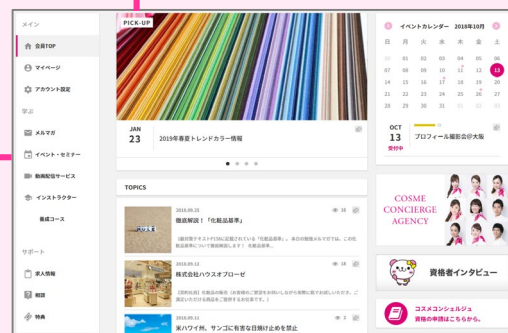 メイン
会員TOP
マイページ
アカウント設定
学ぶ
メルマガ
イベント・セミナー
動画配信サービス
インストラクター
養成コース
サポート
求人情報
相談
特典
PICK-UP
JAN
23
2019年春夏トレンドカラー情報
TOPICS
2018.09.25
16
徹底解説！「化粧品基準」
2018.09.12
18
株式会社ハウスオブローゼ
2018.09.11
2
米ハワイ州、サンゴに有害な日焼け止めを禁止
イベントカレンダー 2018年10月
日 月 火 水 木 金 土
01 02 03 04 05 06
07 08 09 10 11 12 13
14 15 16 17 18 19 20
21 22 23 24 25 26 27
28 29 30 31
OCT
13
受付中
プロフィール撮影会@大阪
COSME
CONCIERGE
AGENCY
資格者インタビュー
コスメコンシェルジュ
資格の申請はこちらから。